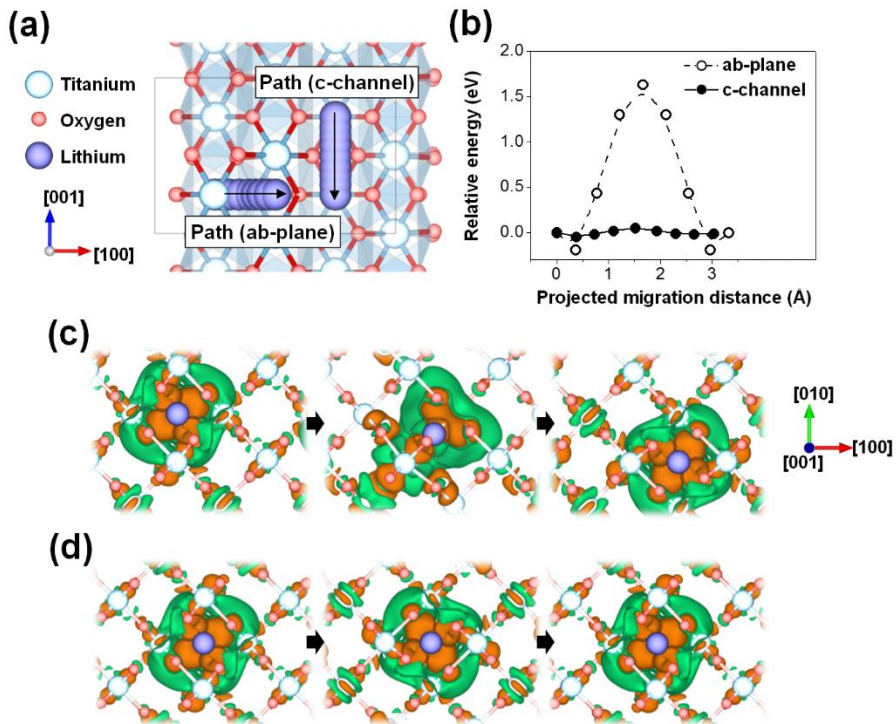 (a)
Titanium
Oxygen
Lithium
[001]
[100]
Path (c-channel)
Path (ab-plane)
(b)
Relative energy (eV)
2.0
1.5
1.0
0.5
0.0
0
1
2
3
Projected migration distance (Å)
ab-plane
c-channel
(c)
[010]
[001]
[100]
(d)